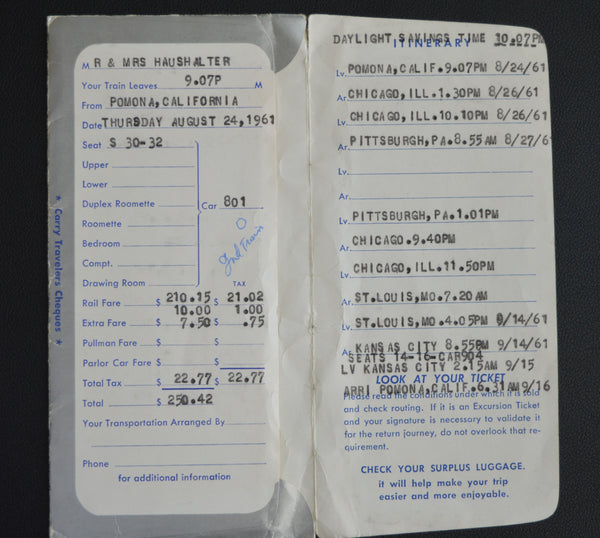 MR & MRS HAUSHALTER
Your Train Leaves 9.07P M
From POMONA,CALIFORNIA
Date THURSDAY AUGUST 24,1961
Seat S 30-32
Upper
Lower
Duplex Roomette
Car 801
Roomette
Bedroom
Compt.
Drawing Room
TAX
Rail Fare $ 210.15 $ 21.02
10.00 1.00
Extra Fare $ 7.50 $ .75
Pullman Fare $ $
Parlor Car Fare $ $
Total Tax $ 22.77 $ 22.77
Total $ 250.42
Your Transportation Arranged By
Phone
for additional information
* Carry Travelers Cheques *
DAYLIGHT SAVINGS TIME 10.07PM
ITINERARY
Lv. POMONA,CALIF.9.07PM 8/24/61
Ar. CHICAGO,ILL.1.30PM 8/26/61
Lv. CHICAGO,ILL.10.10PM 8/26/61
Ar. PITTSBURGH,PA.8.55AM 8/27/6
Lv.
Ar.
Lv. PITTSBURGH,PA.1.01PM
Ar. CHICAGO.9.40PM
Lv. CHICAGO,ILL.11.50PM
Ar. ST.LOUIS,MO.7.20AM
Lv. ST.LOUIS,MO.4.05PM 9/14/61
Ar. KANSAS CITY 8.55PM 9/14/61
SEATS 14-16-CAR904
LV KANSAS CITY 2.15AM 9/15
LOOK AT YOUR TICKET
ARRI POMONA,CALIF.6.31AM 9/16
Please read the conditions under which it is sold
and check routing. If it is an Excursion Ticket
and your signature is necessary to validate it
for the return journey, do not overlook that re-
quirement.
CHECK YOUR SURPLUS LUGGAGE.
it will help make your trip
easier and more enjoyable.